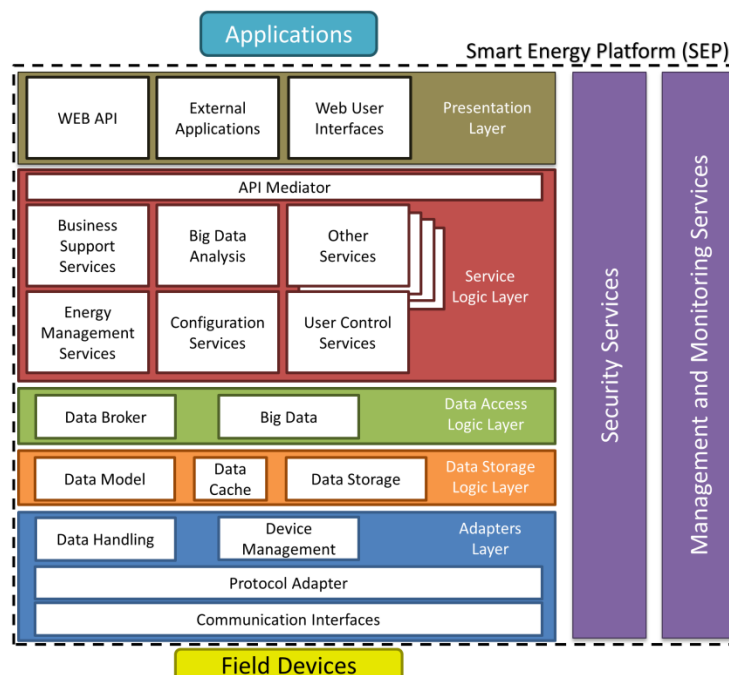 Applications
Smart Energy Platform (SEP)
WEB API
External
Applications
Web User
Interfaces
Presentation
Layer
API Mediator
Business
Support
Services
Big Data
Analysis
Other
Services
Service
Logic Layer
Energy
Management
Services
Configuration
Services
User Control
Services
Data Broker
Big Data
Data Access
Logic Layer
Data Model
Data
Cache
Data Storage
Data Storage
Logic Layer
Data Handling
Device
Management
Adapters
Layer
Protocol Adapter
Communication Interfaces
Security Services
Management and Monitoring Services
Field Devices